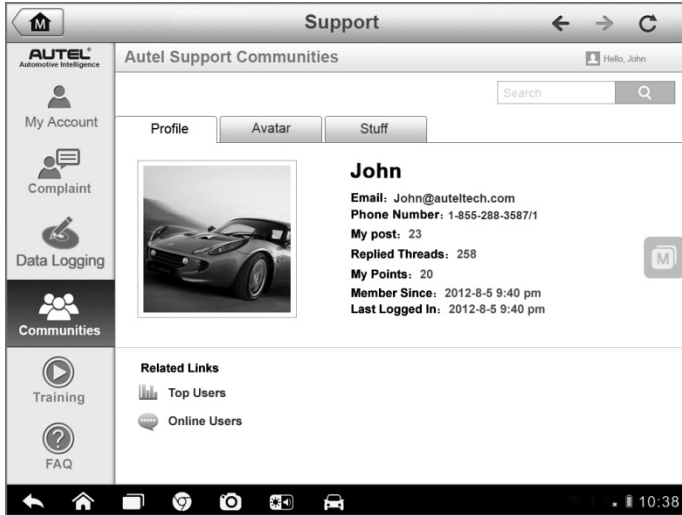 Support
AUTEL®
Automotive Intelligence
Autel Support Communities
Hello, John
Search
My Account
Complaint
Data Logging
Communities
Training
FAQ
Profile
Avatar
Stuff
John
Email: John@auteltech.com
Phone Number: 1-855-288-3587/1
My post: 23
Replied Threads: 258
My Points: 20
Member Since: 2012-8-5 9:40 pm
Last Logged In: 2012-8-5 9:40 pm
M
Related Links
Top Users
Online Users
10:38